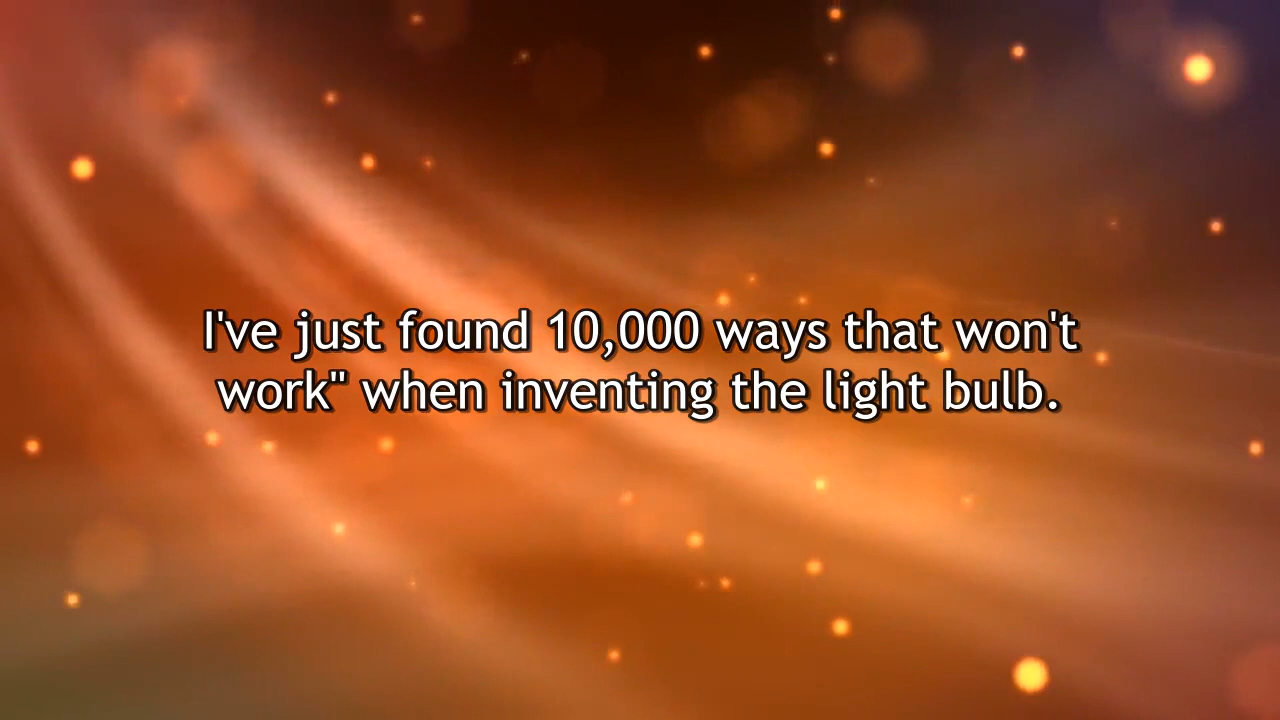 I've just found 10,000 ways that won't
work" when inventing the light bulb.